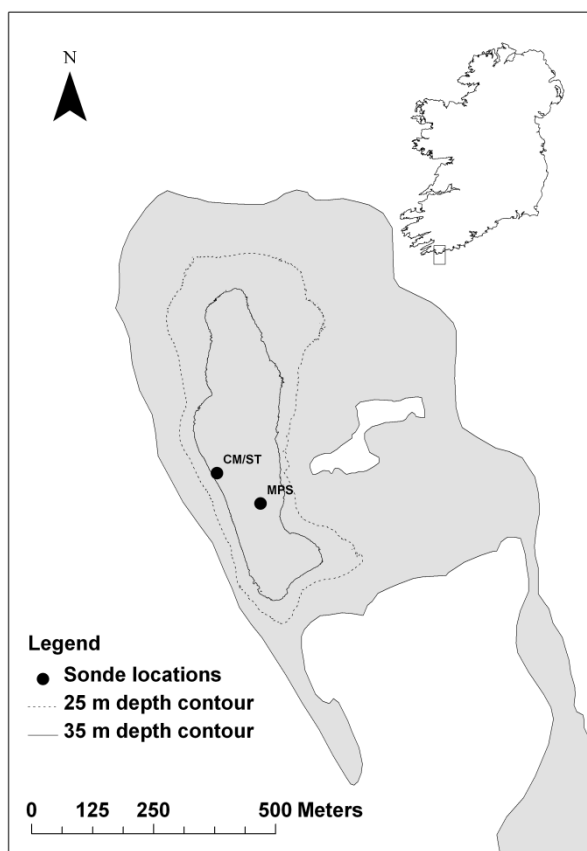 N
CM/ST
MPS
Legend
Sonde locations
25 m depth contour
35 m depth contour
0 125 250 500 Meters